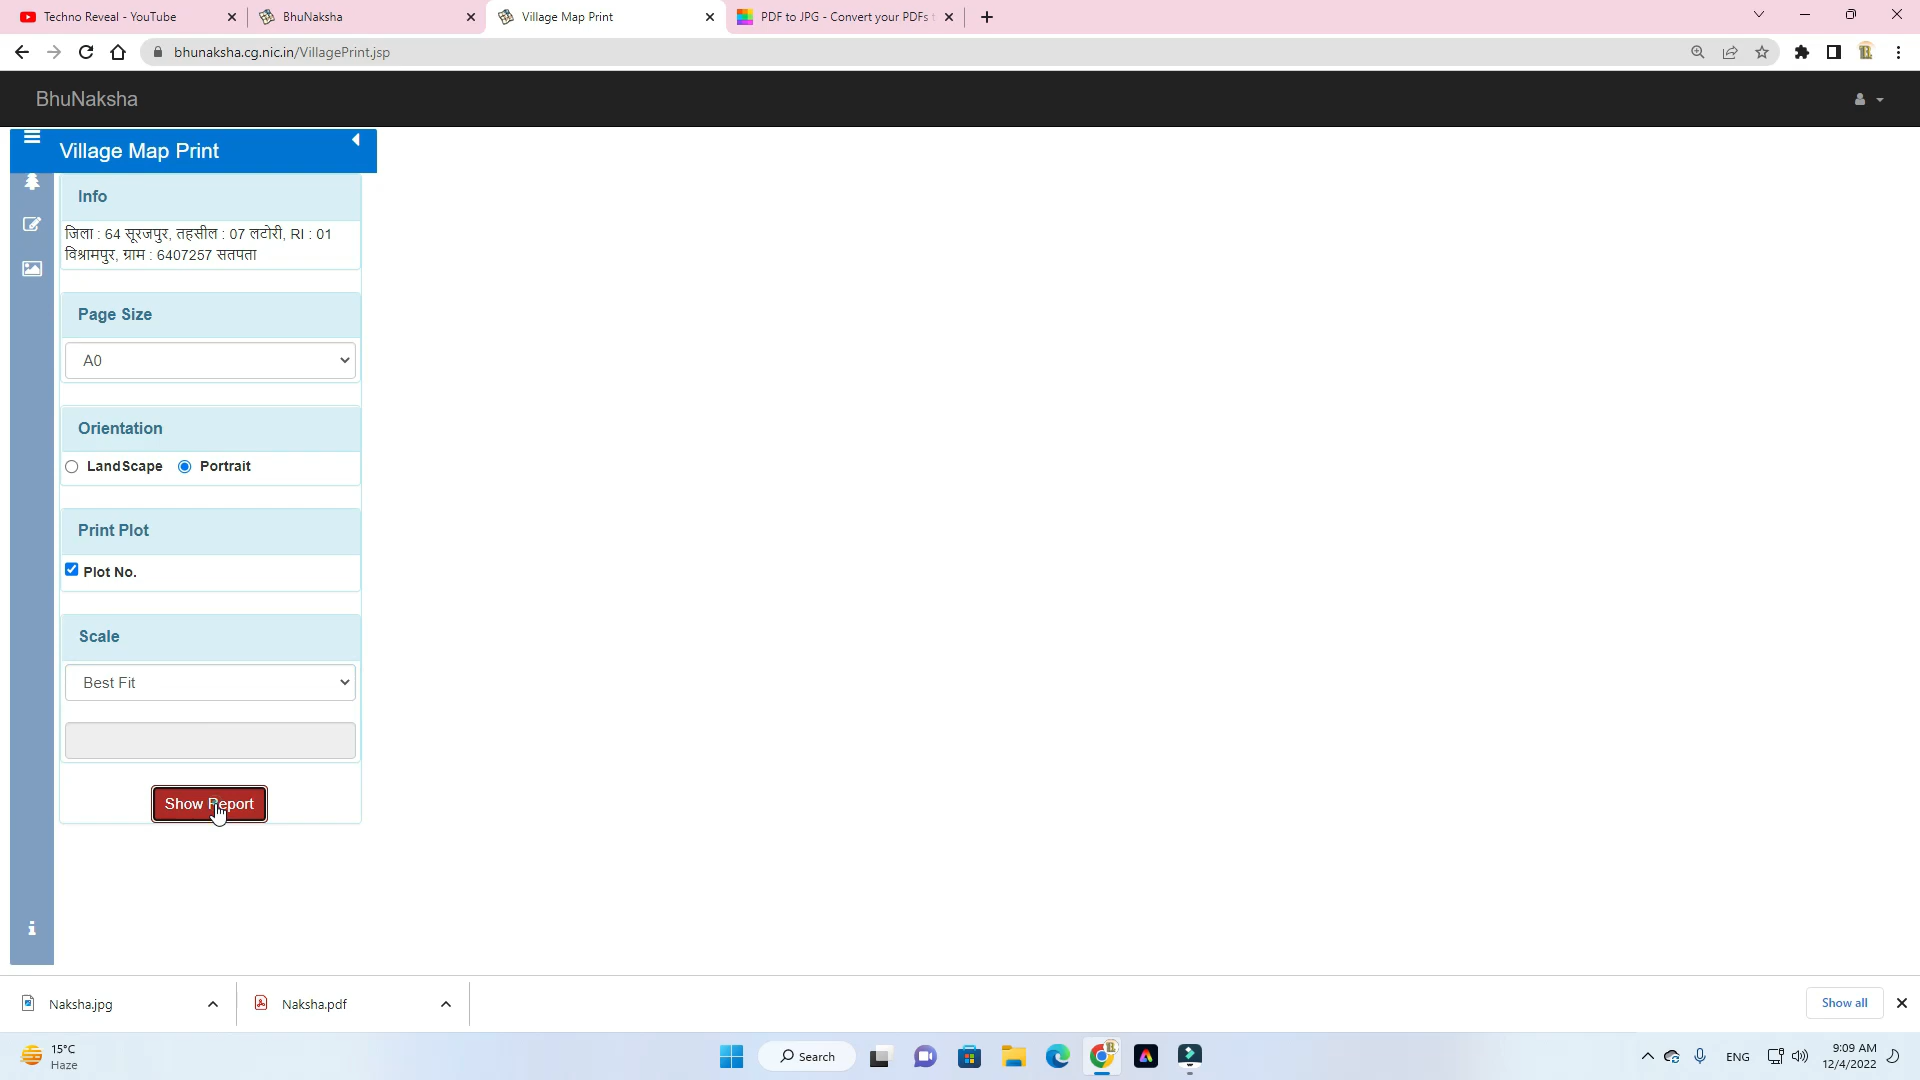 Techno Reveal - YouTube
BhuNaksha
Village Map Print
PDF to JPG - Convert your PDFs
bhunaksha.cg.nic.in/VillagePrint.jsp
BhuNaksha
Village Map Print
Info
जिला : 64 सूरजपुर, तहसील : 07 लटोरी, RI : 01
विश्रामपुर, ग्राम : 6407257 सतपता
Page Size
A0
Orientation
LandScape Portrait
Print Plot
Plot No.
Scale
Best Fit
Show Report
Naksha.jpg
Naksha.pdf
Show all
15°C
Haze
Search
ENG
9:09 AM
12/4/2022